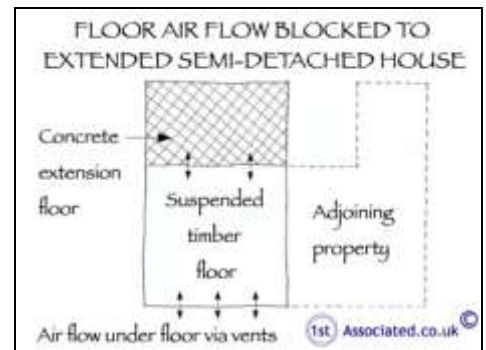 FLOOR AIR FLOW BLOCKED TO
EXTENDED SEMI-DETACHED HOUSE
Concrete
extension
floor
Suspended
timber
floor
Adjoining
property
Air flow under floor via vents
1st Associated.co.uk ©